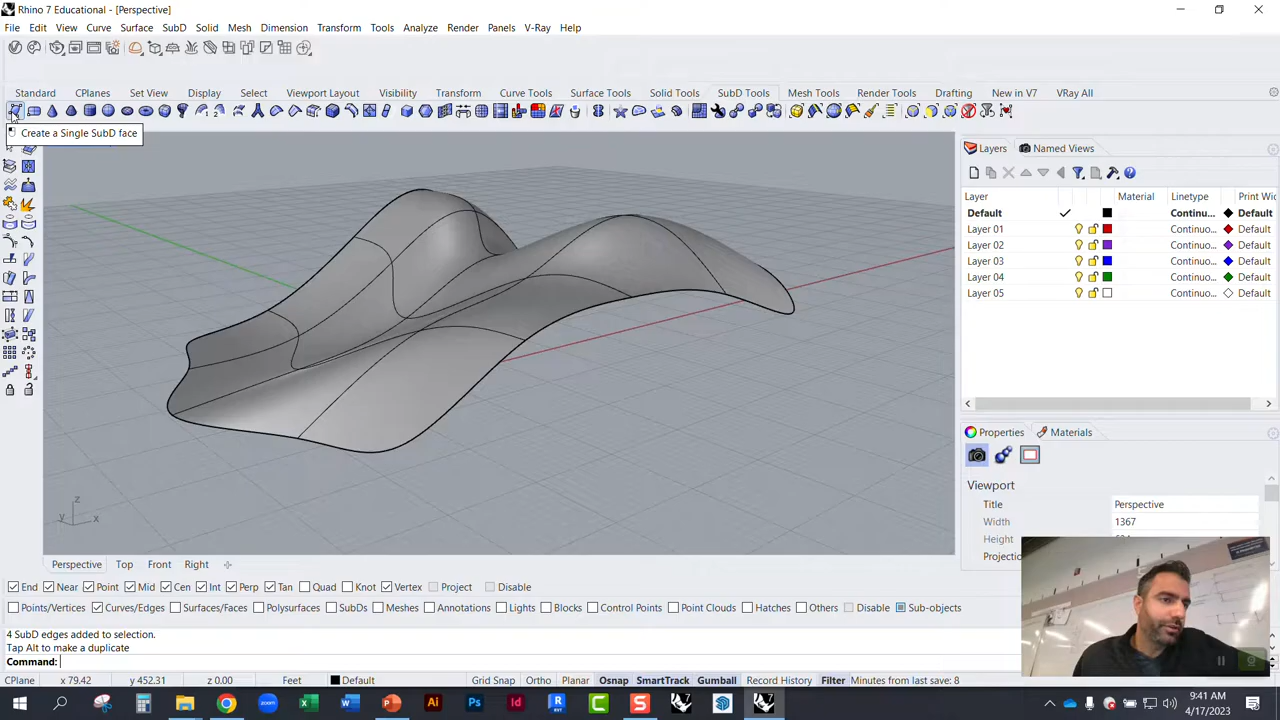 Rhino 7 Educational - [Perspective]
File Edit View Curve Surface SubD Solid Mesh Dimension Transform Tools Analyze Render Panels V-Ray Help
Standard CPlanes Set View Display Select Viewport Layout Visibility Transform Curve Tools Surface Tools Solid Tools SubD Tools Mesh Tools Render Tools Drafting New in V7 VRay All
Create a Single SubD face
Layers Named Views
Layer Material Linetype Print Wi
Default Continu... Default
Layer 01 Continuo... Default
Layer 02 Continuo... Default
Layer 03 Continuo... Default
Layer 04 Continuo... Default
Layer 05 Continuo... Default
Properties Materials
Viewport
Title Perspective
Width 1367
Height
Projectio
z
y x
Perspective Top Front Right
End Near Point Mid Cen Int Perp Tan Quad Knot Vertex Project Disable
Points/Vertices Curves/Edges Surfaces/Faces Polysurfaces SubDs Meshes Annotations Lights Blocks Control Points Point Clouds Hatches Others Disable Sub-objects
4 SubD edges added to selection.
Tap Alt to make a duplicate
Command:
CPlane x 79.42 y 452.31 z 0.00 Feet Default Grid Snap Ortho Planar Osnap SmartTrack Gumball Record History Filter Minutes from last save: 8
9:41 AM
4/17/2023